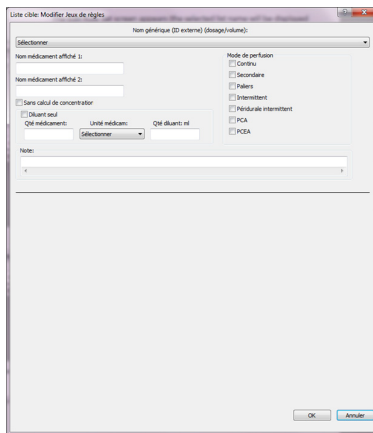 Liste cible: Modifier Jeux de règles
Nom générique (ID externe) (dosage/volume):
Sélectionner
Nom médicament affiché 1:
Mode de perfusion
Continu
Secondaire
Nom médicament affiché 2:
Paliers
Intermittent
Sans calcul de concentration
Péridurale intermittent
Diluant seul
PCA
Qté médicament:
Unité médicam:
Qté diluant: ml
PCEA
Sélectionner
Note:
OK
Annuler